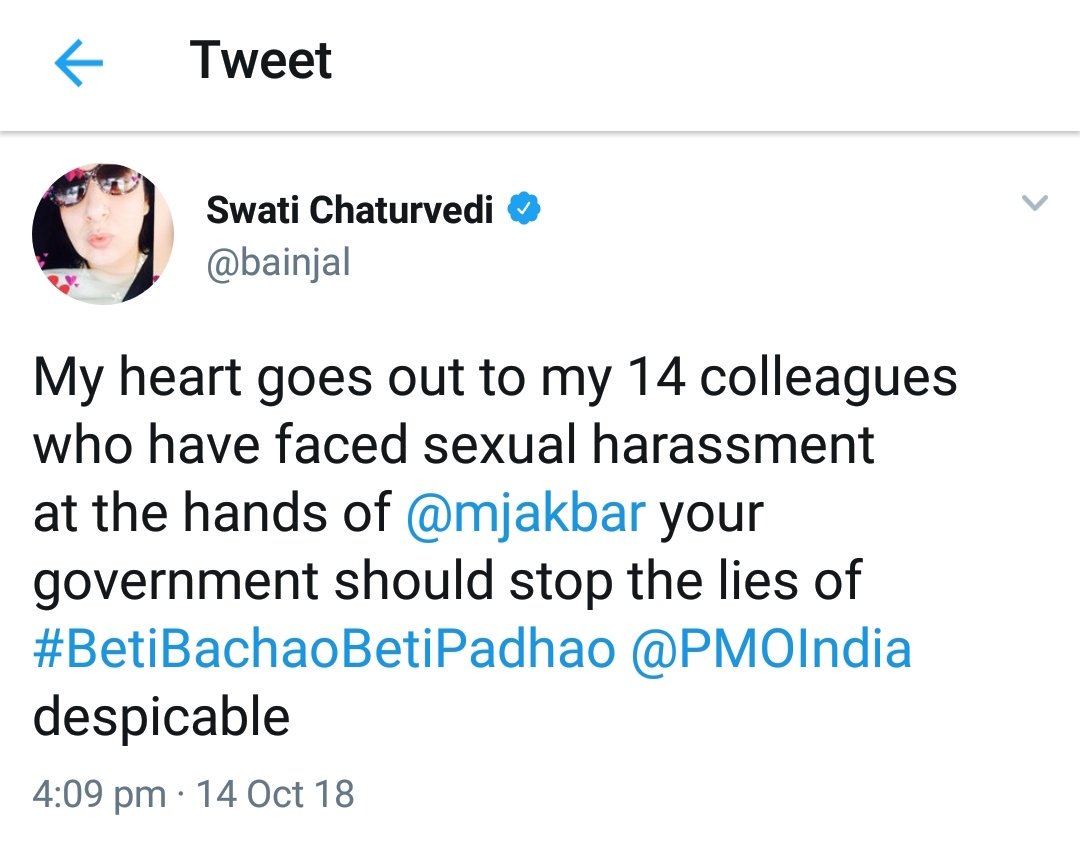 Tweet
Swati Chaturvedi
@bainjal
My heart goes out to my 14 colleagues
who have faced sexual harassment
at the hands of @mjakbar your
government should stop the lies of
#BetiBachaoBetiPadhao @PMOIndia
despicable
4:09 pm · 14 Oct 18